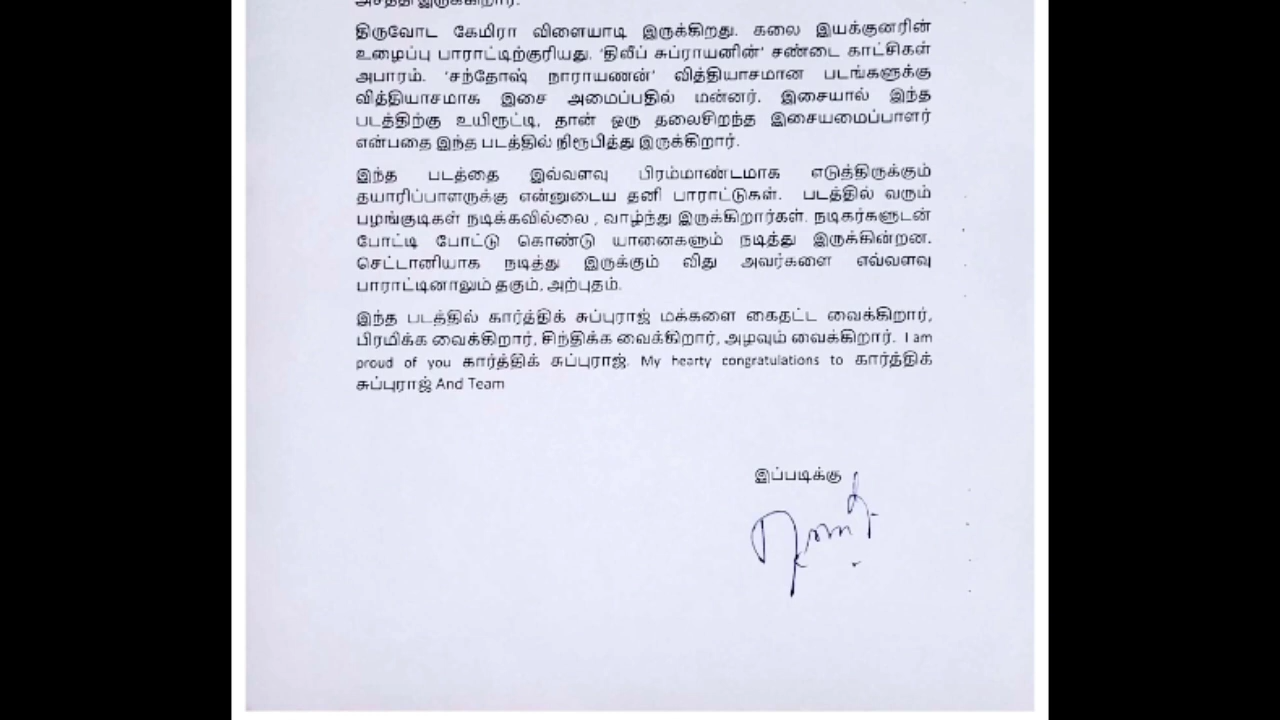 அசத்தி இருக்கிறார்.
திருவோட கேமிரா விளையாடி இருக்கிறது. கலை இயக்குனரின்
உழைப்பு பாராட்டிற்குரியது. ‘திலீப் சுப்ராயனின்’ சண்டை காட்சிகள்
அபாரம். ‘சந்தோஷ் நாராயணன்’ வித்தியாசமான படங்களுக்கு
வித்தியாசமாக இசை அமைப்பதில் மன்னர். இசையால் இந்த
படத்திற்கு உயிரூட்டி, தான் ஒரு தலைசிறந்த இசையமைப்பாளர்
என்பதை இந்த படத்தில் நிரூபித்து இருக்கிறார்.
இந்த படத்தை இவ்வளவு பிரம்மாண்டமாக எடுத்திருக்கும்
தயாரிப்பாளருக்கு என்னுடைய தனி பாராட்டுகள். படத்தில் வரும்
பழங்குடிகள் நடிக்கவில்லை , வாழ்ந்து இருக்கிறார்கள். நடிகர்களுடன்
போட்டி போட்டு கொண்டு யானைகளும் நடித்து இருக்கின்றன.
செட்டானியாக நடித்து இருக்கும் விது அவர்களை எவ்வளவு
பாராட்டினாலும் தகும், அற்புதம்.
இந்த படத்தில் கார்த்திக் சுப்புராஜ் மக்களை கைதட்ட வைக்கிறார்,
பிரமிக்க வைக்கிறார், சிந்திக்க வைக்கிறார், அழவும் வைக்கிறார். I am
proud of you கார்த்திக் சுப்புராஜ். My hearty congratulations to கார்த்திக்
சுப்புராஜ் And Team
இப்படிக்கு